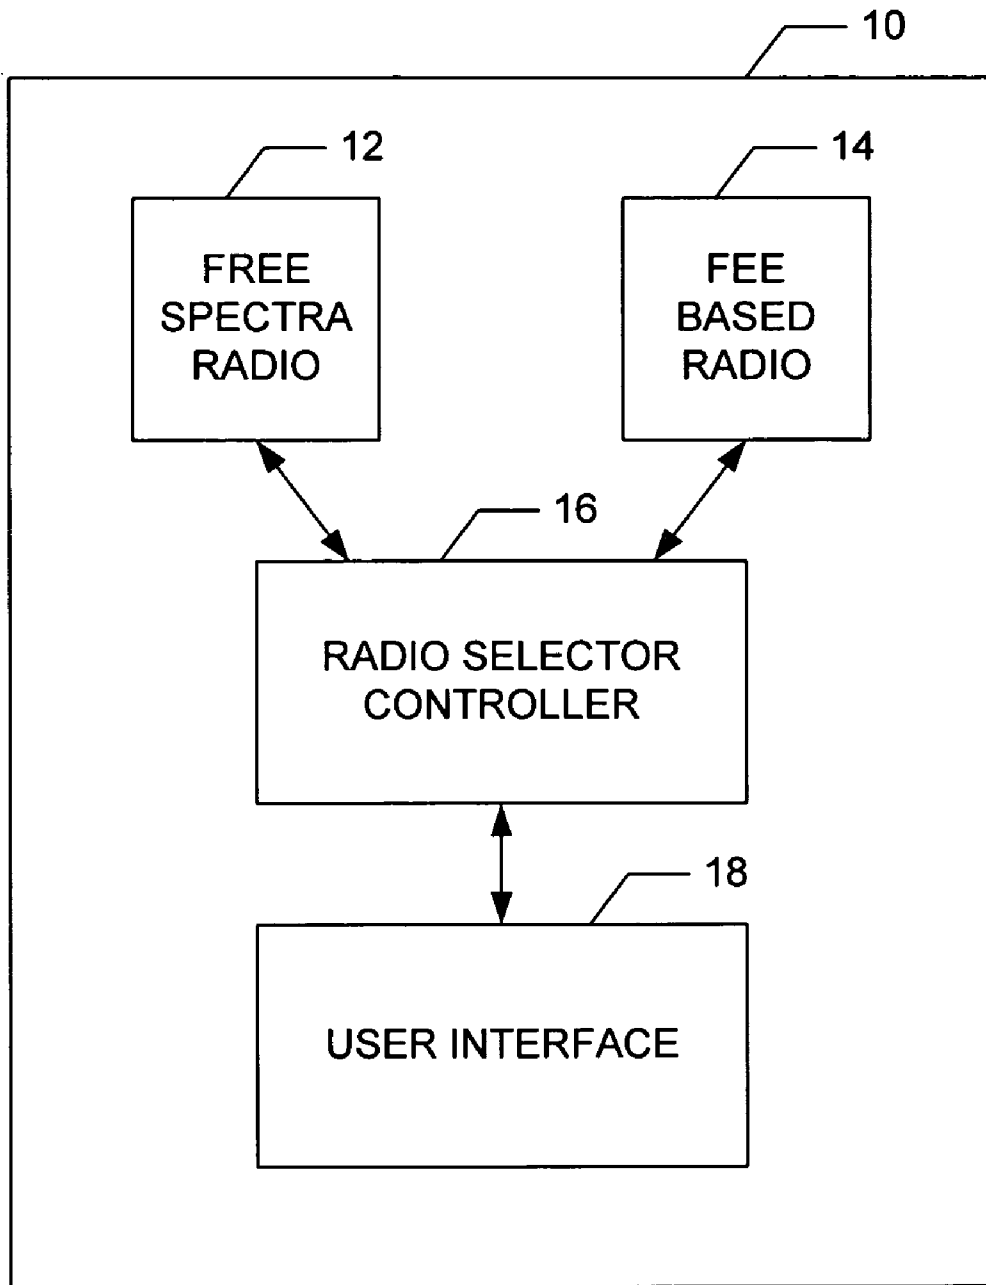 10
12
14
FREE
SPECTRA
RADIO
FEE
BASED
RADIO
16
RADIO SELECTOR
CONTROLLER
18
USER INTERFACE